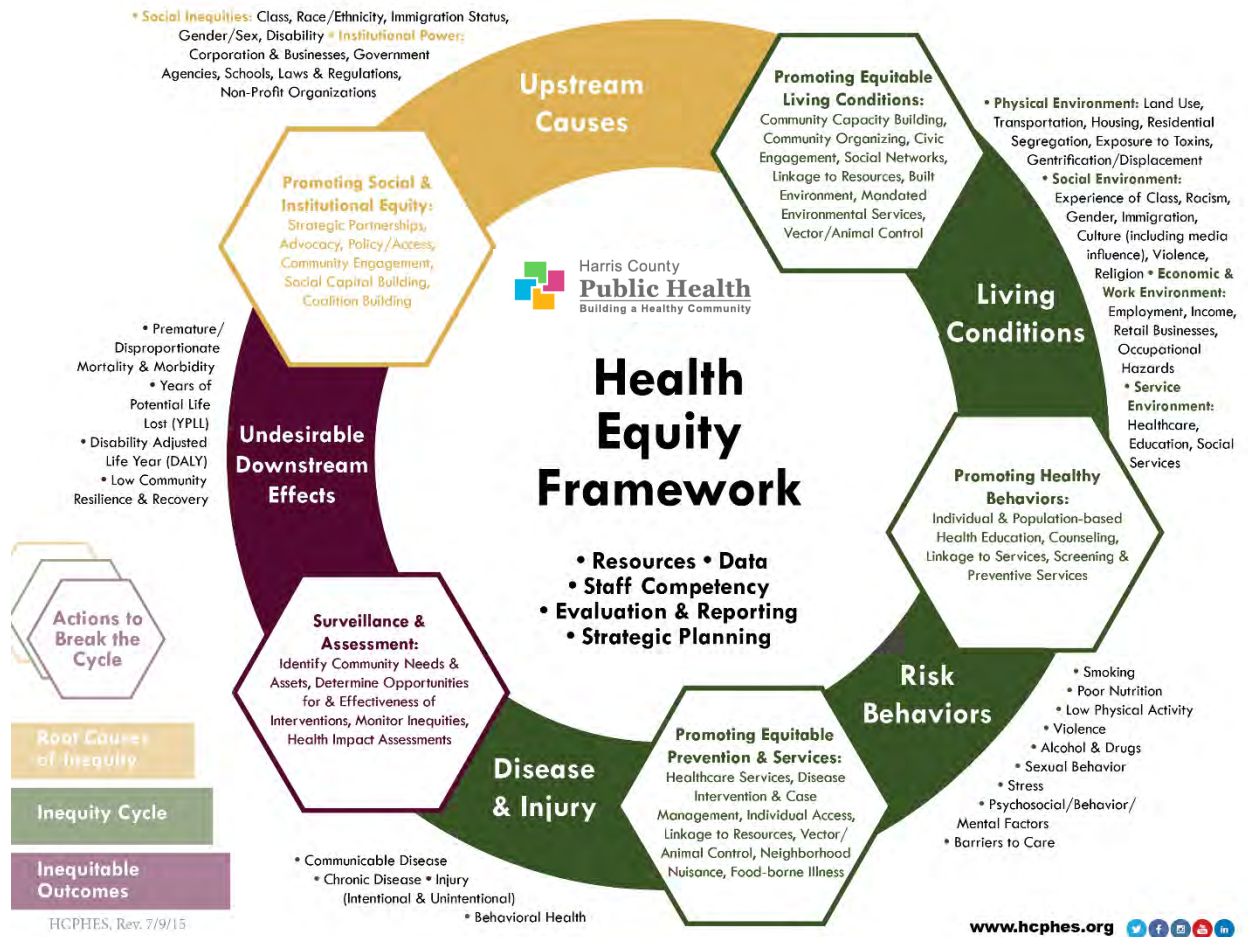 • Social Inequities: Class, Race/Ethnicity, Immigration Status,
Gender/Sex, Disability • Institutional Power:
Corporation & Businesses, Government
Agencies, Schools, Laws & Regulations,
Non-Profit Organizations
Upstream
Causes
Promoting Equitable
Living Conditions:
Community Capacity Building,
Community Organizing, Civic
Engagement, Social Networks,
Linkage to Resources, Built
Environment, Mandated
Environmental Services,
Vector/Animal Control
• Physical Environment: Land Use,
Transportation, Housing, Residential
Segregation, Exposure to Toxins,
Gentrification/Displacement
• Social Environment:
Experience of Class, Racism,
Gender, Immigration,
Culture (including media
influence), Violence,
Religion • Economic &
Work Environment:
Employment, Income,
Retail Businesses,
Occupational
Hazards
• Service
Environment:
Healthcare,
Education, Social
Services
Living
Conditions
Promoting Social &
Institutional Equity:
Strategic Partnerships,
Advocacy, Policy/Access,
Community Engagement,
Social Capital Building,
Coalition Building
Harris County
Public Health
Building a Healthy Community
Health
Equity
Framework
• Resources • Data
• Staff Competency
• Evaluation & Reporting
• Strategic Planning
• Premature/
Disproportionate
Mortality & Morbidity
• Years of
Potential Life
Lost (YPLL)
• Disability Adjusted
Life Year (DALY)
• Low Community
Resilience & Recovery
Undesirable
Downstream
Effects
Promoting Healthy
Behaviors:
Individual & Population-based
Health Education, Counseling,
Linkage to Services, Screening &
Preventive Services
Risk
Behaviors
• Smoking
• Poor Nutrition
• Low Physical Activity
• Violence
• Alcohol & Drugs
• Sexual Behavior
• Stress
• Psychosocial/Behavior/
Mental Factors
• Barriers to Care
Surveillance &
Assessment:
Identify Community Needs &
Assets, Determine Opportunities
for & Effectiveness of
Interventions, Monitor Inequities,
Health Impact Assessments
Promoting Equitable
Prevention & Services:
Healthcare Services, Disease
Intervention & Case
Management, Individual Access,
Linkage to Resources, Vector/
Animal Control, Neighborhood
Nuisance, Food-borne Illness
Disease
& Injury
• Communicable Disease
• Chronic Disease • Injury
(Intentional & Unintentional)
• Behavioral Health
Actions to
Break the
Cycle
Root Causes
of Inequity
Inequity Cycle
Inequitable
Outcomes
HCPHES, Rev. 7/9/15
www.hcphes.org